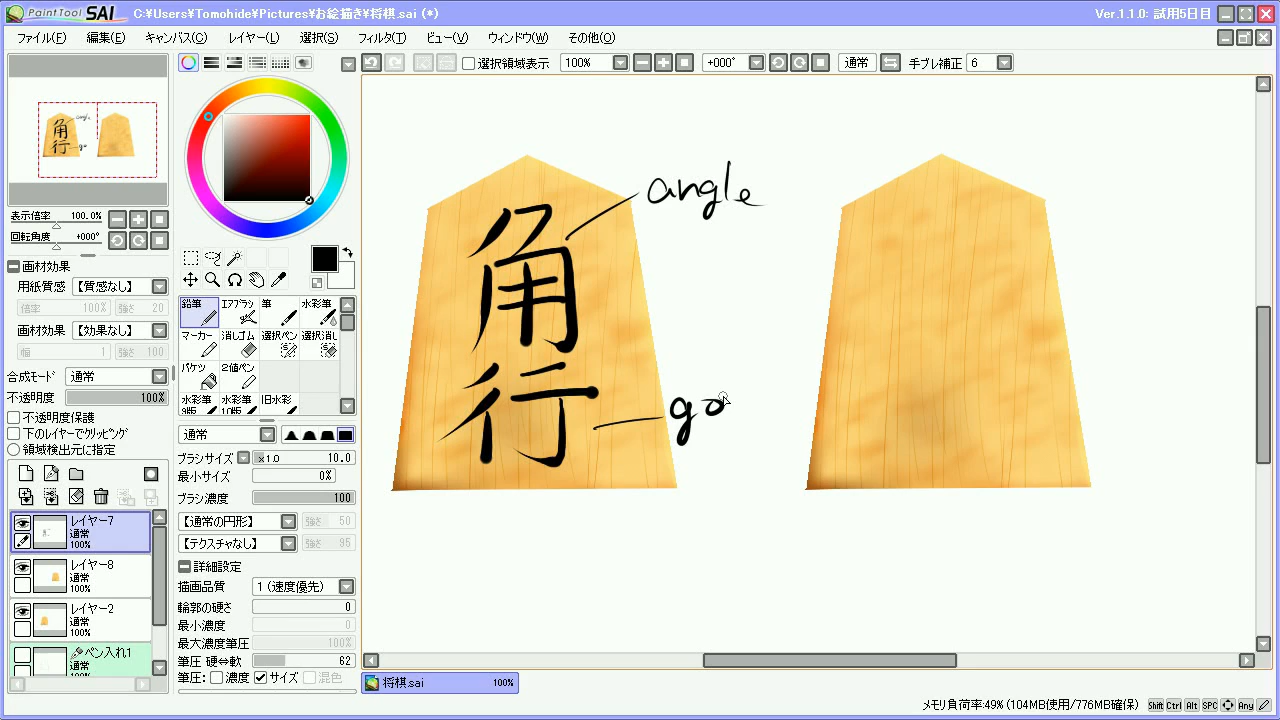 PaintTool SAI C:¥Users¥Tomohide¥Pictures¥お絵描き¥将棋.sai (*) Ver.1.1.0: 試用5日目
ファイル(F) 編集(E) キャンバス(C) レイヤー(L) 選択(S) フィルタ(T) ビュー(V) ウィンドウ(W) その他(O)
選択領域表示 100% +000° 通常 手ブレ補正 6
角
行
angle
go
表示倍率 100.0%
回転角度 +000°
画材効果
用紙質感 【質感なし】
倍率 100% 強さ 20
画材効果 【効果なし】
幅 1 強さ 100
合成モード 通常
不透明度 100%
不透明度保護
下のレイヤーでクリッピング
領域検出元に指定
レイヤー7
通常
100%
レイヤー8
通常
100%
レイヤー2
通常
100%
ペン入れ1
通常
鉛筆 エアブラシ 筆 水彩筆
マーカー 消しゴム 選択ペン 選択消し
バケツ 2値ペン
水彩筆 水彩筆 旧水彩
通常
ブラシサイズ x1.0 10.0
最小サイズ 0%
ブラシ濃度 100
【通常の円形】 強さ 50
【テクスチャなし】 強さ 95
詳細設定
描画品質 1 (速度優先)
輪郭の硬さ 0
最小濃度 0
最大濃度筆圧 100%
筆圧 硬⇔軟 62
筆圧: 濃度 サイズ 混色
将棋.sai 100%
メモリ負荷率:49% (104MB使用/776MB確保) Shift Ctrl Alt SPC Any